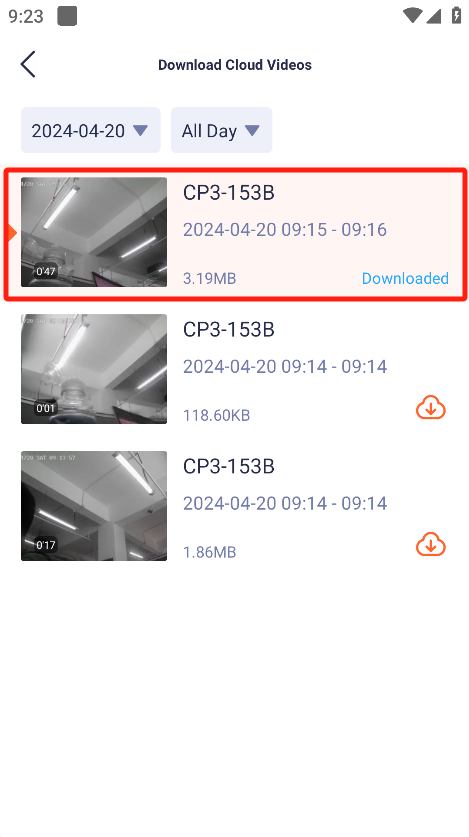 9:23
Download Cloud Videos
2024-04-20
All Day
CP3-153B
2024-04-20 09:15 - 09:16
0'47
3.19MB
Downloaded
CP3-153B
2024-04-20 09:14 - 09:14
0'01
118.60KB
CP3-153B
2024-04-20 09:14 - 09:14
0'17
1.86MB